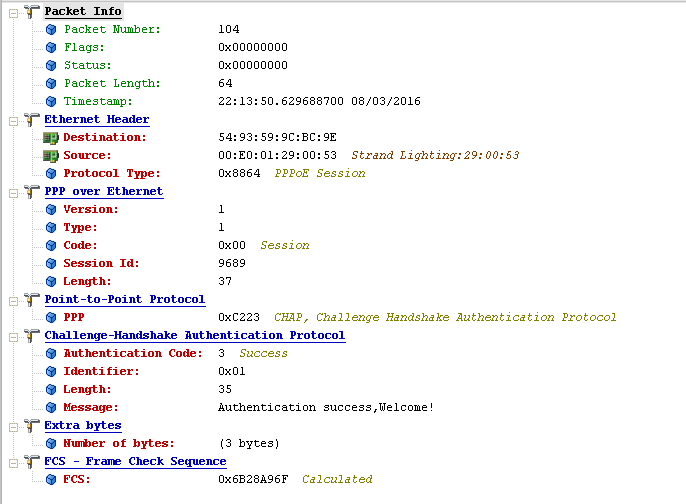 Packet Info
Packet Number: 104
Flags: 0x00000000
Status: 0x00000000
Packet Length: 64
Timestamp: 22:13:50.629688700 08/03/2016
Ethernet Header
Destination: 54:93:59:9C:BC:9E
Source: 00:E0:01:29:00:53 Strand Lighting:29:00:53
Protocol Type: 0x8864 PPPoE Session
PPP over Ethernet
Version: 1
Type: 1
Code: 0x00 Session
Session Id: 9689
Length: 37
Point-to-Point Protocol
PPP 0xC223 CHAP, Challenge Handshake Authentication Protocol
Challenge-Handshake Authentication Protocol
Authentication Code: 3 Success
Identifier: 0x01
Length: 35
Message: Authentication success,Welcome!
Extra bytes
Number of bytes: (3 bytes)
FCS - Frame Check Sequence
FCS: 0x6B28A96F Calculated